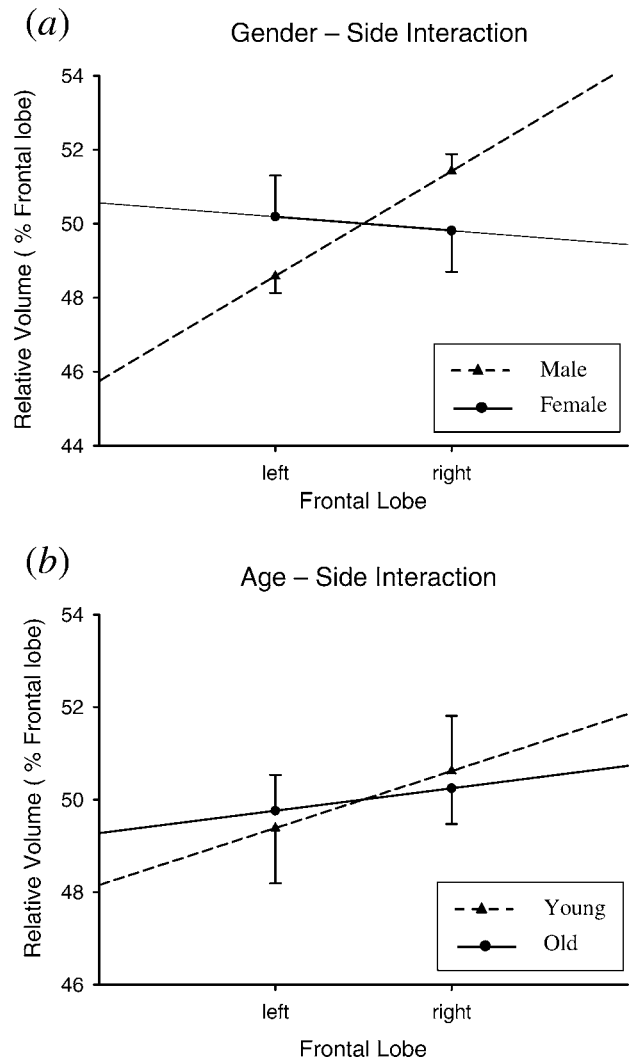 (a)
Gender – Side Interaction
Relative Volume ( % Frontal lobe)
54
52
50
48
46
44
left
right
Frontal Lobe
Male
Female
(b)
Age – Side Interaction
Relative Volume ( % Frontal lobe)
54
52
50
48
46
left
right
Frontal Lobe
Young
Old